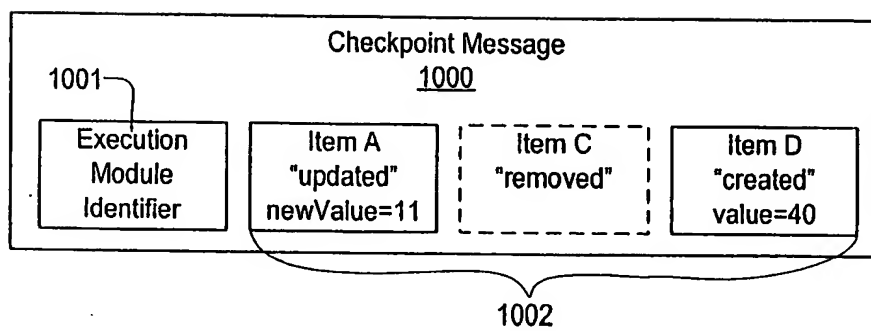 Checkpoint Message
1000
1001
Execution
Module
Identifier
Item A
"updated"
newValue=11
Item C
"removed"
Item D
"created"
value=40
1002